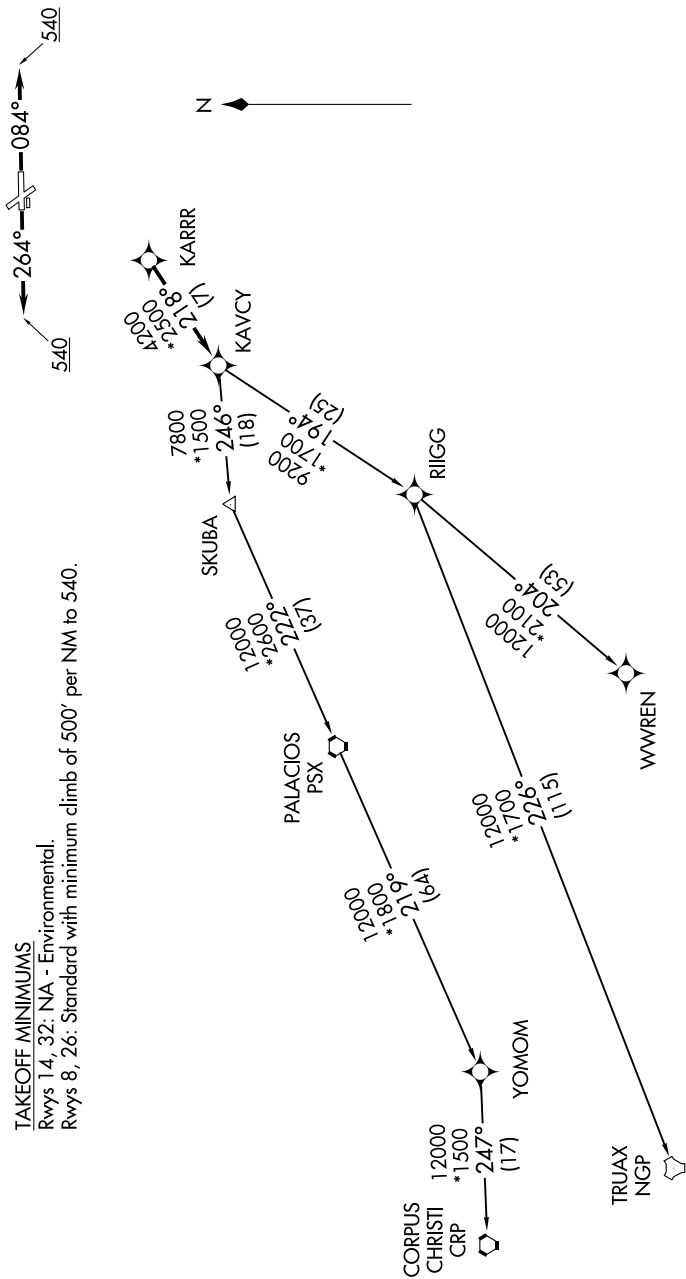 TAKEOFF MINIMUMS
Rwys 14, 32: NA - Environmental.
Rwys 8, 26: Standard with minimum climb of 500' per NM to 540.
540
264°
084°
540
N
KARRR
4200
*2500
218°
(7)
KAVCY
7800
*1500
246°
(18)
SKUBA
9200
*1700
194°
(25)
RIIGG
12000
*2600
222°
(37)
PALACIOS
PSX
12000
*2100
204°
(53)
WWREN
12000
*1800
219°
(64)
YOMOM
12000
*1700
226°
(115)
TRUAX
NGP
12000
*1500
247°
(17)
CORPUS
CHRISTI
CRP